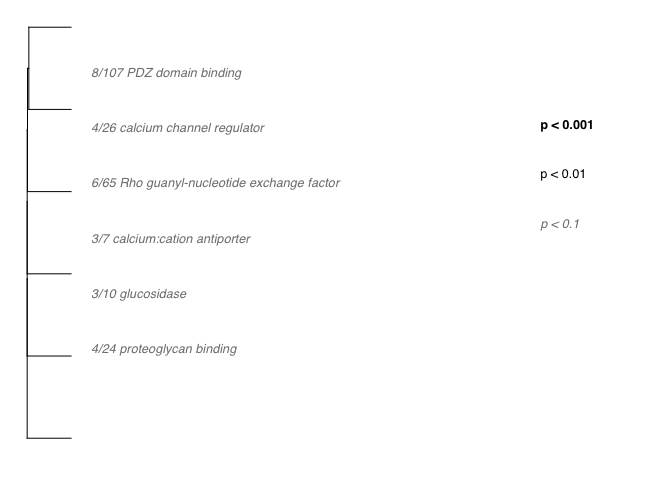 8/107 PDZ domain binding
4/26 calcium channel regulator
6/65 Rho guanyl-nucleotide exchange factor
3/7 calcium:cation antiporter
3/10 glucosidase
4/24 proteoglycan binding
p < 0.001
p < 0.01
p < 0.1